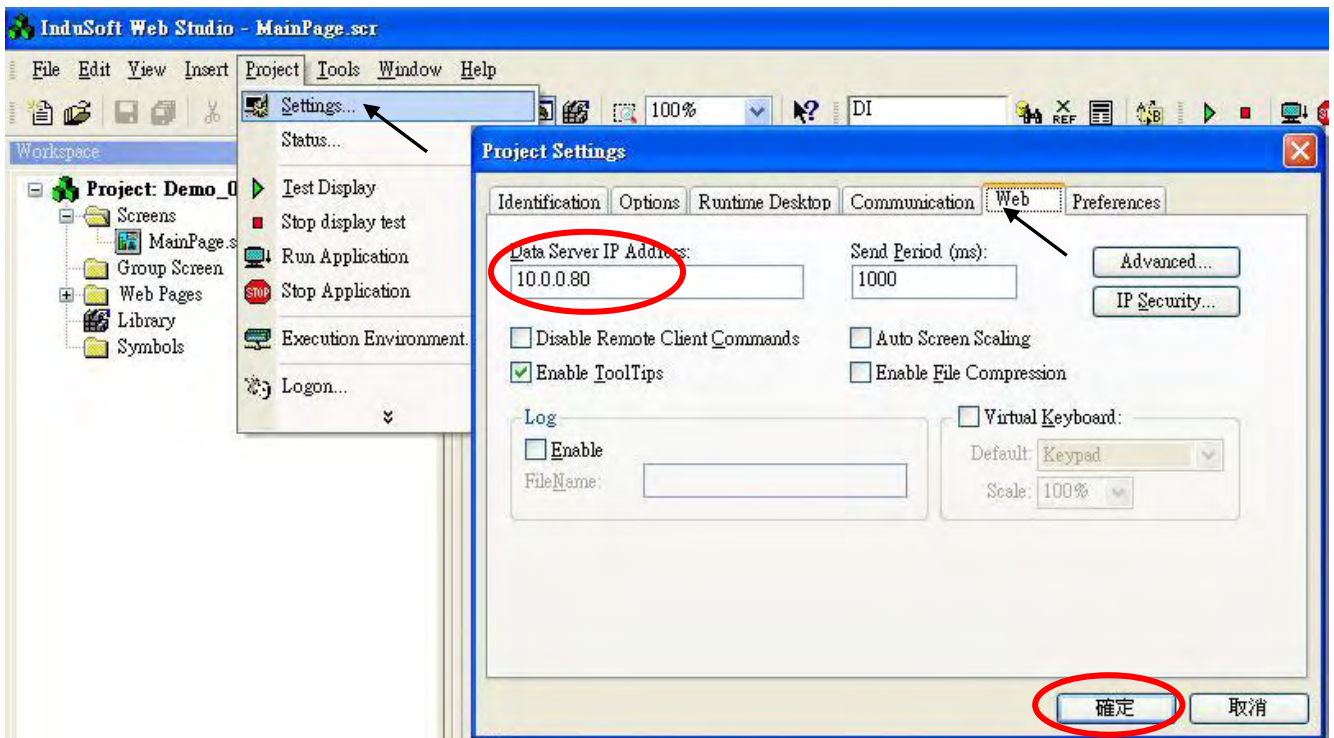 InduSoft Web Studio - MainPage.scr
File Edit View Insert Project Tools Window Help
100% DI X REF
Workspace
Project: Demo_0
Screens
MainPage.s
Group Screen
Web Pages
Library
Symbols
Settings...
Status...
Test Display
Stop display test
Run Application
STOP Stop Application
Execution Environment.
Logon...
Project Settings
Identification Options Runtime Desktop Communication Web Preferences
Data Server IP Address: Send Period (ms):
10.0.0.80 1000 Advanced...
IP Security...
Disable Remote Client Commands Auto Screen Scaling
Enable ToolTips Enable File Compression
Log Virtual Keyboard:
Enable Default: Keypad
FileName: Scale: 100%
確定 取消